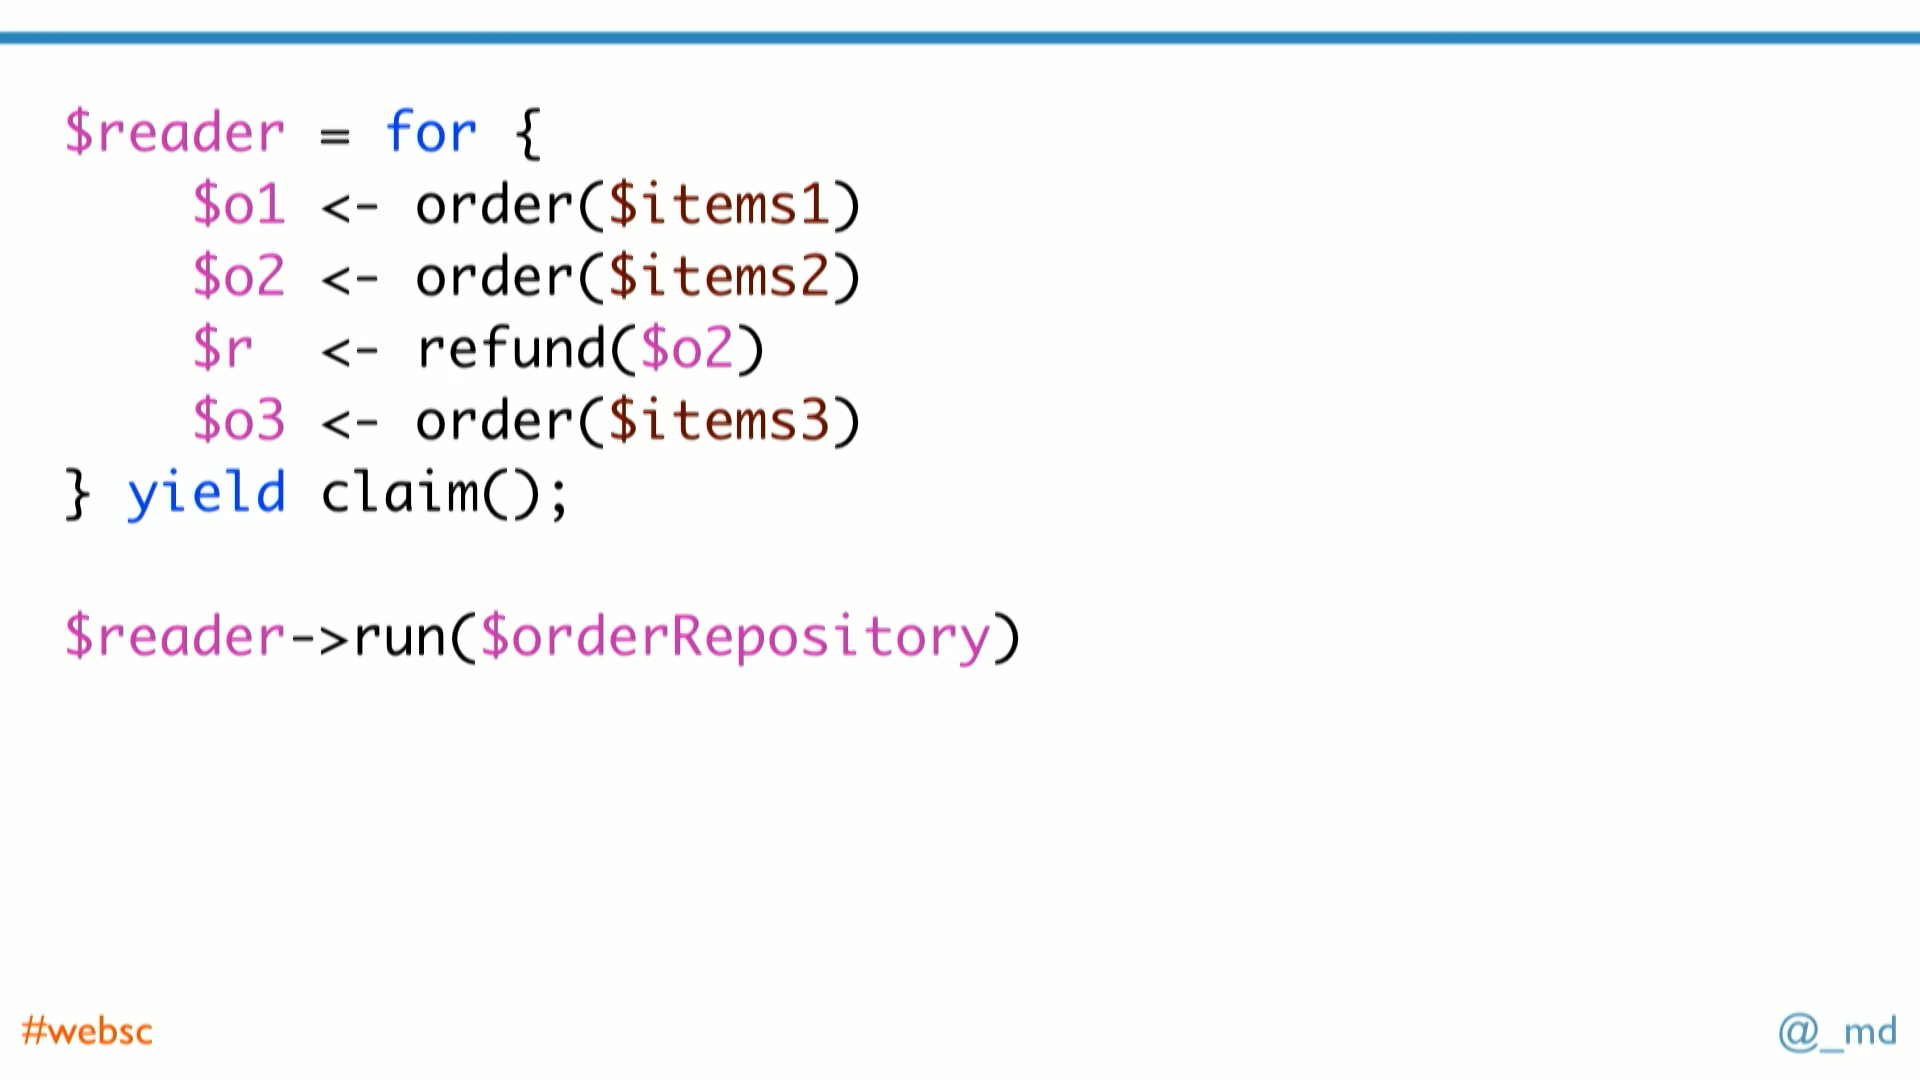 $reader = for {
    $o1 <- order($items1)
    $o2 <- order($items2)
    $r  <- refund($o2)
    $o3 <- order($items3)
} yield claim();
$reader->run($orderRepository)
#websc
@_md